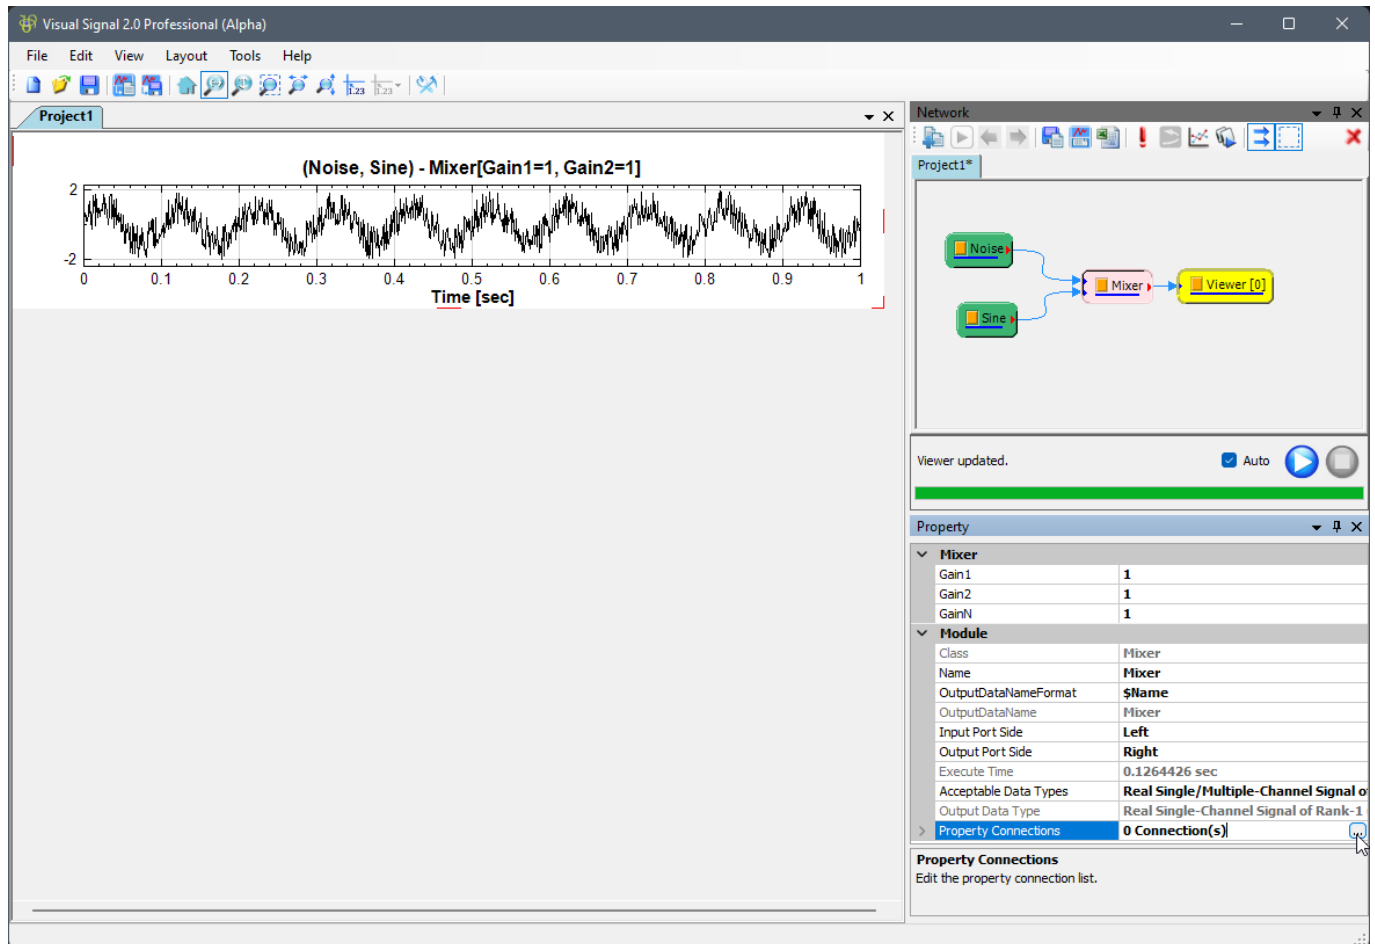 Visual Signal 2.0 Professional (Alpha)
File Edit View Layout Tools Help
1.23 1.23
Project1
(Noise, Sine) - Mixer[Gain1=1, Gain2=1]
2
-2
0 0.1 0.2 0.3 0.4 0.5 0.6 0.7 0.8 0.9 1
Time [sec]
Network
Project1*
Noise
Mixer
Viewer [0]
Sine
Viewer updated.
Auto
Property
Mixer
Gain1 1
Gain2 1
GainN 1
Module
Class Mixer
Name Mixer
OutputDataNameFormat $Name
OutputDataName Mixer
Input Port Side Left
Output Port Side Right
Execute Time 0.1264426 sec
Acceptable Data Types Real Single/Multiple-Channel Signal o
Output Data Type Real Single-Channel Signal of Rank-1
Property Connections 0 Connection(s) ...
Property Connections
Edit the property connection list.